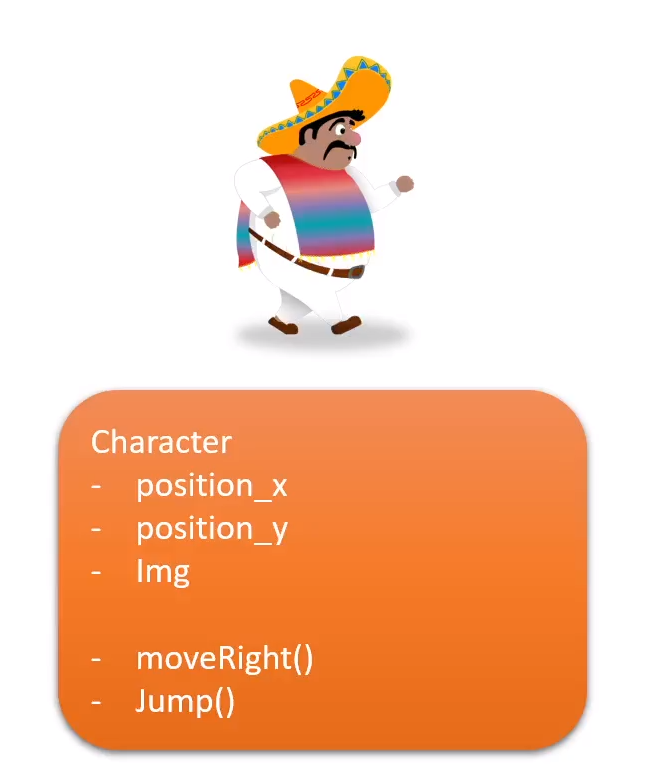 Character
- position_x
- position_y
- Img
- moveRight()
- Jump()